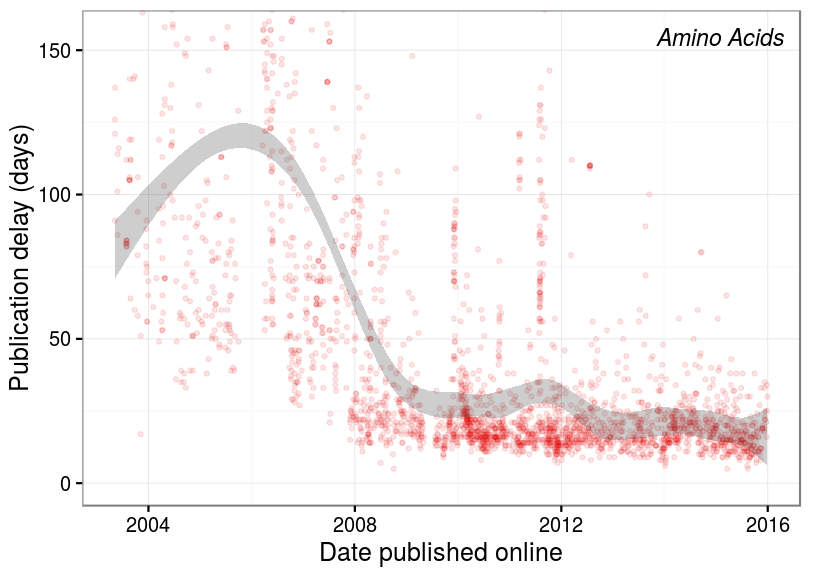 Amino Acids
Publication delay (days)
150
100
50
0
2004 2008 2012 2016
Date published online